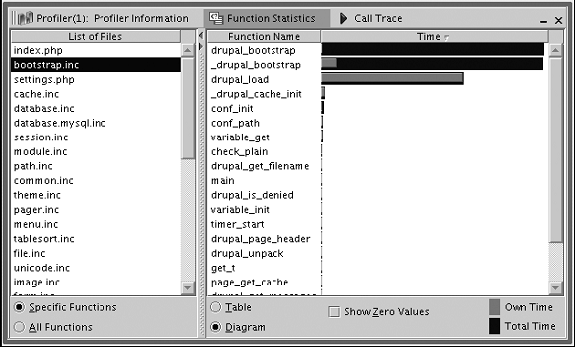 Profiler(1): Profiler Information
Function Statistics
Call Trace
List of Files
index.php
bootstrap.inc
settings.php
cache.inc
database.inc
database.mysql.inc
session.inc
module.inc
path.inc
common.inc
theme.inc
pager.inc
menu.inc
tablesort.inc
file.inc
unicode.inc
image.inc
form.inc
Specific Functions
All Functions
Function Name
Time
drupal_bootstrap
_drupal_bootstrap
drupal_load
_drupal_cache_init
conf_init
conf_path
variable_get
check_plain
drupal_get_filename
main
drupal_is_denied
variable_init
timer_start
drupal_page_header
drupal_unpack
get_t
page_get_cache
drupal_get_messages
Table
Diagram
Show Zero Values
Own Time
Total Time